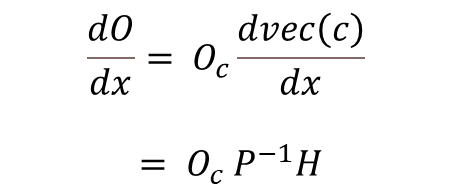 dO/dx = O_c dvec(c)/dx
= O_c P^{-1}H